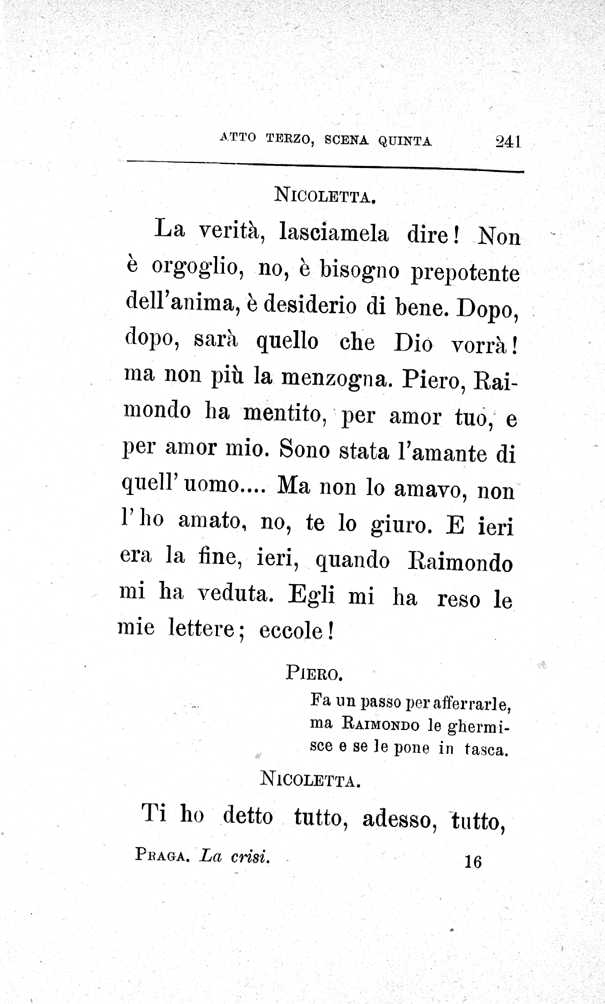 ATTO TERZO, SCENA QUINTA 241
NICOLETTA.
La verità, lasciamela dire! Non
è orgoglio, no, è bisogno prepotente
dell'anima, è desiderio di bene. Dopo,
dopo, sarà quello che Dio vorrà!
ma non più la menzogna. Piero, Rai-
mondo ha mentito, per amor tuo, e
per amor mio. Sono stata l'amante di
quell' uomo.... Ma non lo amavo, non
l' ho amato, no, te lo giuro. E ieri
era la fine, ieri, quando Raimondo
mi ha veduta. Egli mi ha reso le
mie lettere; eccole!
PIERO.
Fa un passo per afferrarle,
ma RAIMONDO le ghermi-
sce e se le pone in tasca.
NICOLETTA.
Ti ho detto tutto, adesso, tutto,
PRAGA. La crisi. 16